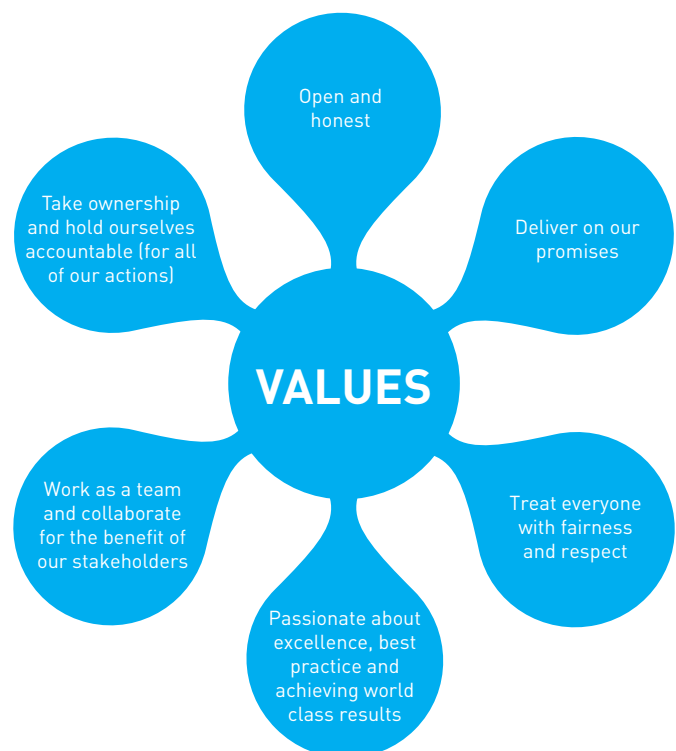 Open and
honest
Deliver on our
promises
Treat everyone
with fairness
and respect
Passionate about
excellence, best
practice and
achieving world
class results
Work as a team
and collaborate
for the benefit of
our stakeholders
Take ownership
and hold ourselves
accountable (for all
of our actions)
VALUES